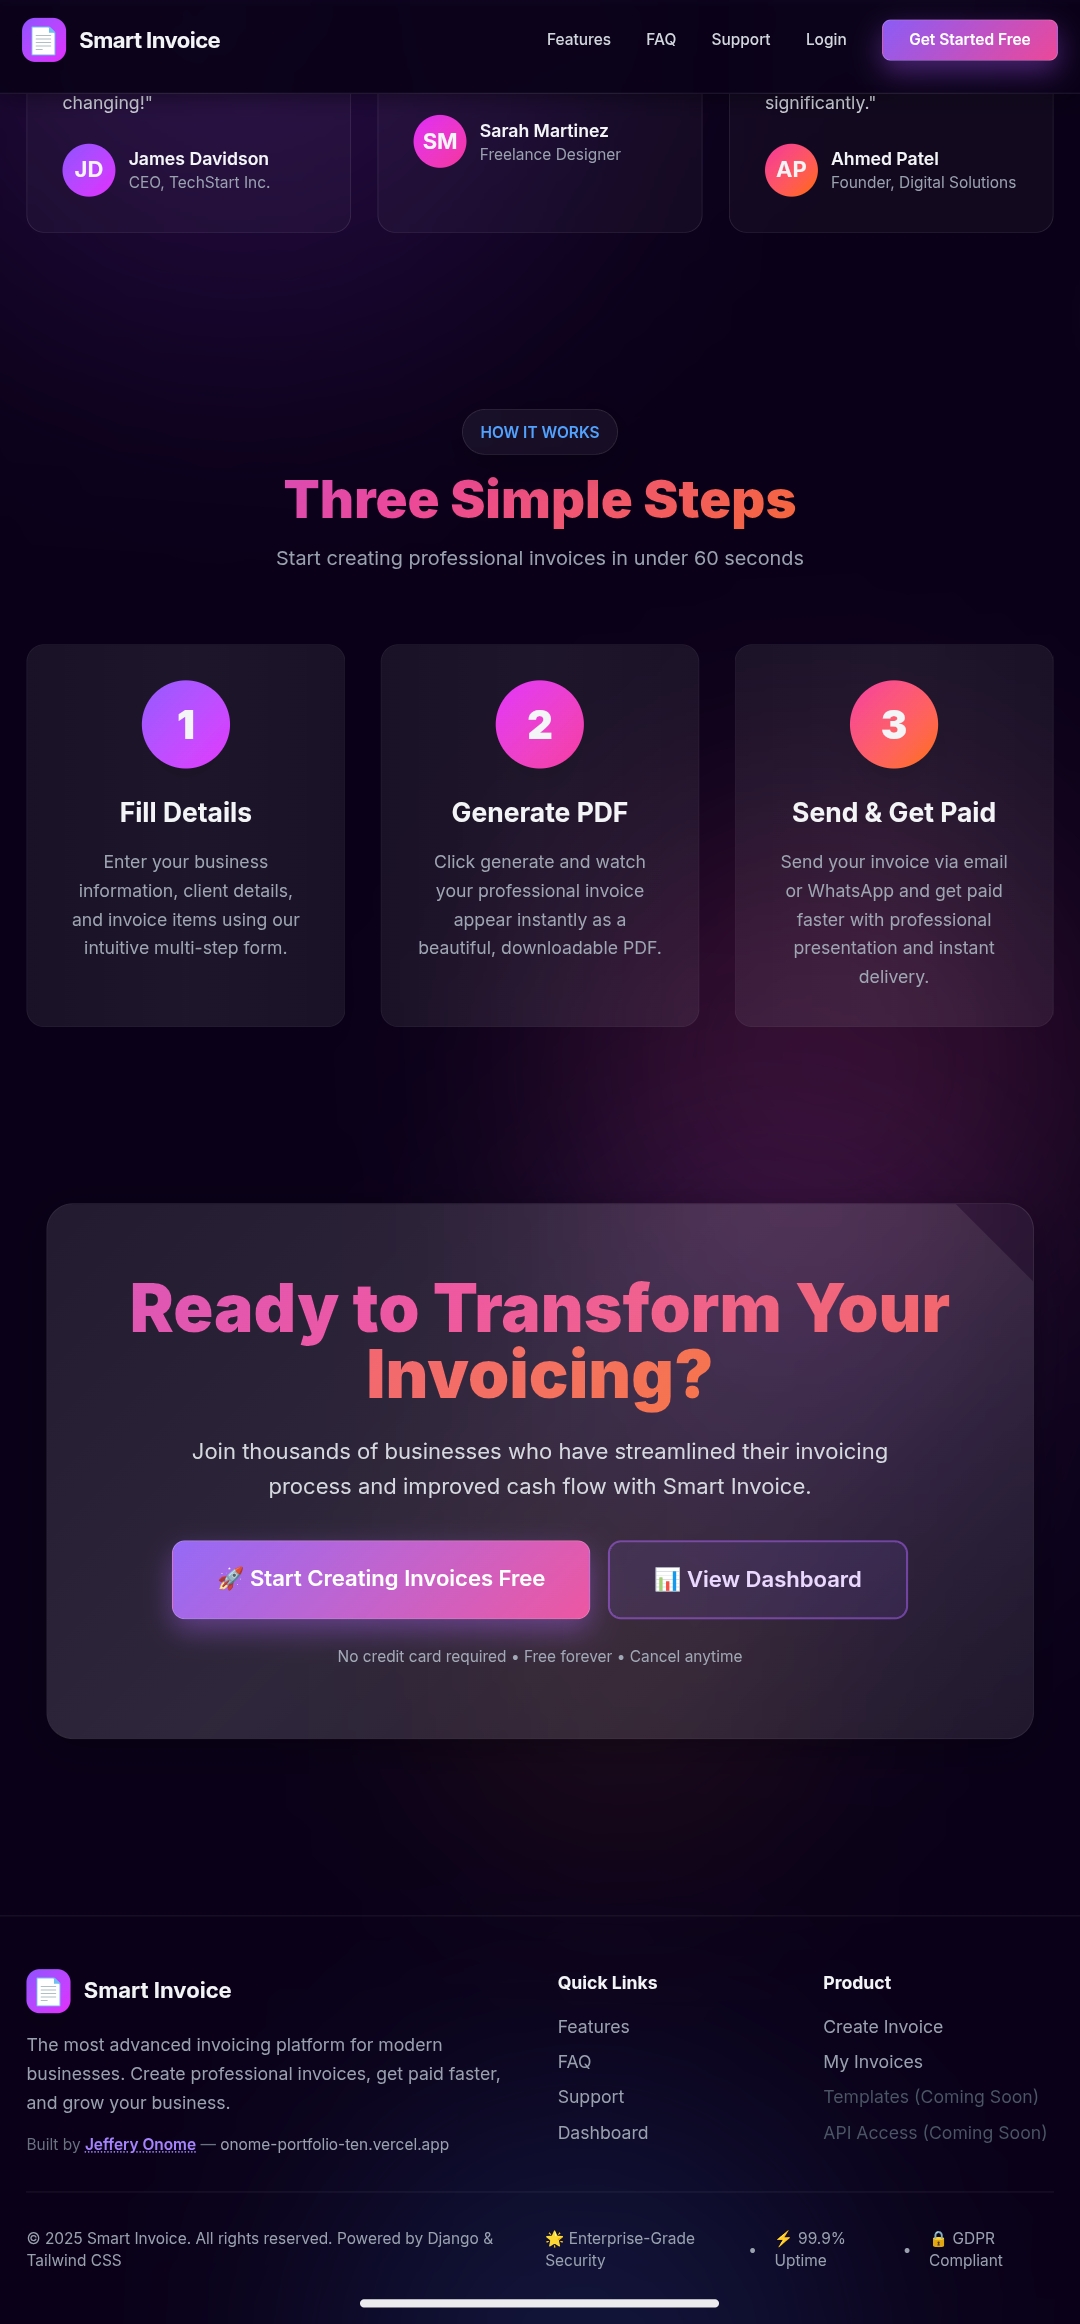 Smart Invoice
Features
FAQ
Support
Login
Get Started Free
changing!"
JD
James Davidson
CEO, TechStart Inc.
SM
Sarah Martinez
Freelance Designer
significantly."
AP
Ahmed Patel
Founder, Digital Solutions
HOW IT WORKS
Three Simple Steps
Start creating professional invoices in under 60 seconds
1
Fill Details
Enter your business
information, client details,
and invoice items using our
intuitive multi-step form.
2
Generate PDF
Click generate and watch
your professional invoice
appear instantly as a
beautiful, downloadable PDF.
3
Send & Get Paid
Send your invoice via email
or WhatsApp and get paid
faster with professional
presentation and instant
delivery.
Ready to Transform Your
Invoicing?
Join thousands of businesses who have streamlined their invoicing
process and improved cash flow with Smart Invoice.
🚀 Start Creating Invoices Free
📊 View Dashboard
No credit card required • Free forever • Cancel anytime
Smart Invoice
The most advanced invoicing platform for modern
businesses. Create professional invoices, get paid faster,
and grow your business.
Built by Jeffery Onome — onome-portfolio-ten.vercel.app
Quick Links
Features
FAQ
Support
Dashboard
Product
Create Invoice
My Invoices
Templates (Coming Soon)
API Access (Coming Soon)
© 2025 Smart Invoice. All rights reserved. Powered by Django &
Tailwind CSS
🌟 Enterprise-Grade
Security
•
⚡ 99.9%
Uptime
•
🔒 GDPR
Compliant